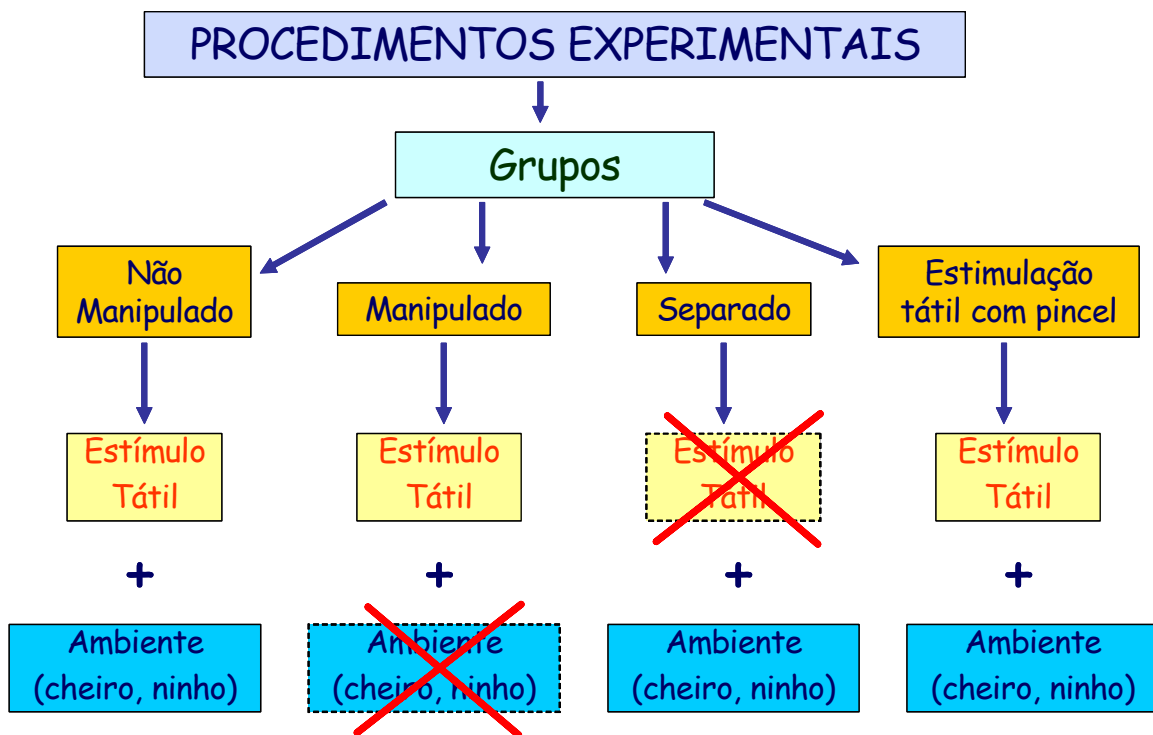 PROCEDIMENTOS EXPERIMENTAIS
Grupos
Não
Manipulado
Manipulado
Separado
Estimulação
tátil com pincel
Estímulo
Tátil
Estímulo
Tátil
Estímulo
Tátil
Estímulo
Tátil
+
+
+
+
Ambiente
(cheiro, ninho)
Ambiente
(cheiro, ninho)
Ambiente
(cheiro, ninho)
Ambiente
(cheiro, ninho)